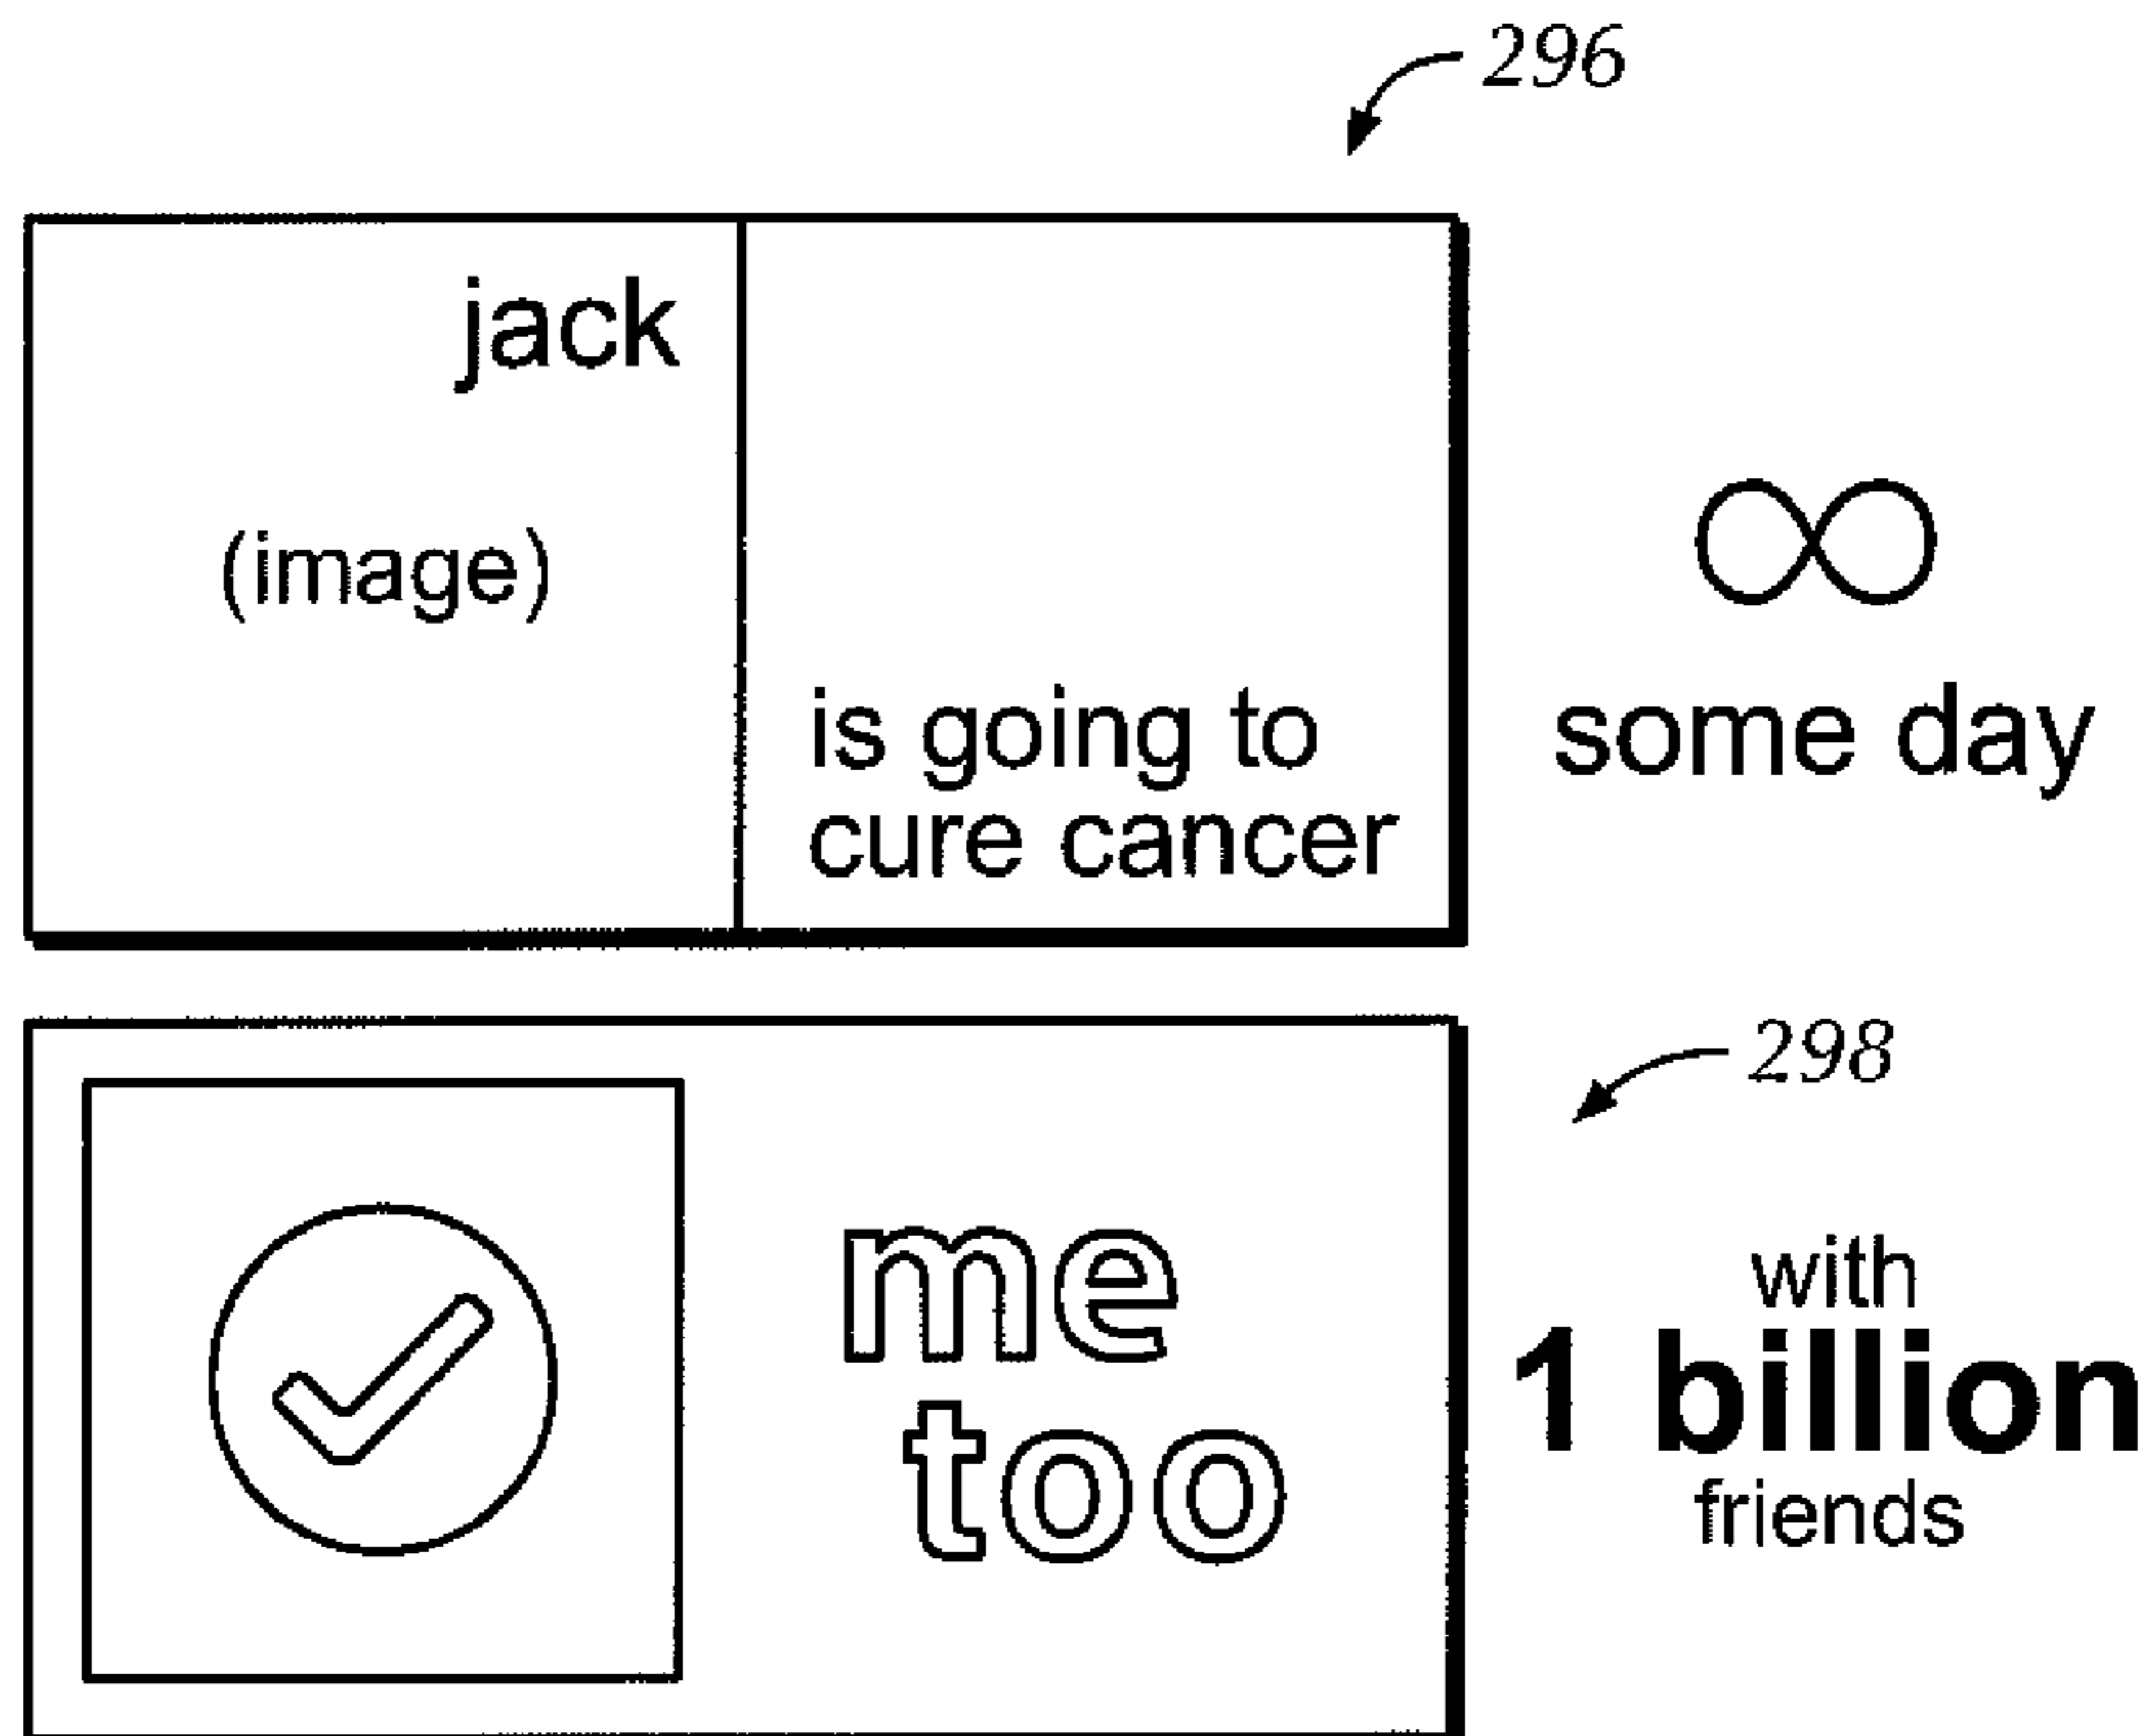 296
jack
(image)
∞
is going to
cure cancer
some day
298
me
too
with
1 billion
friends